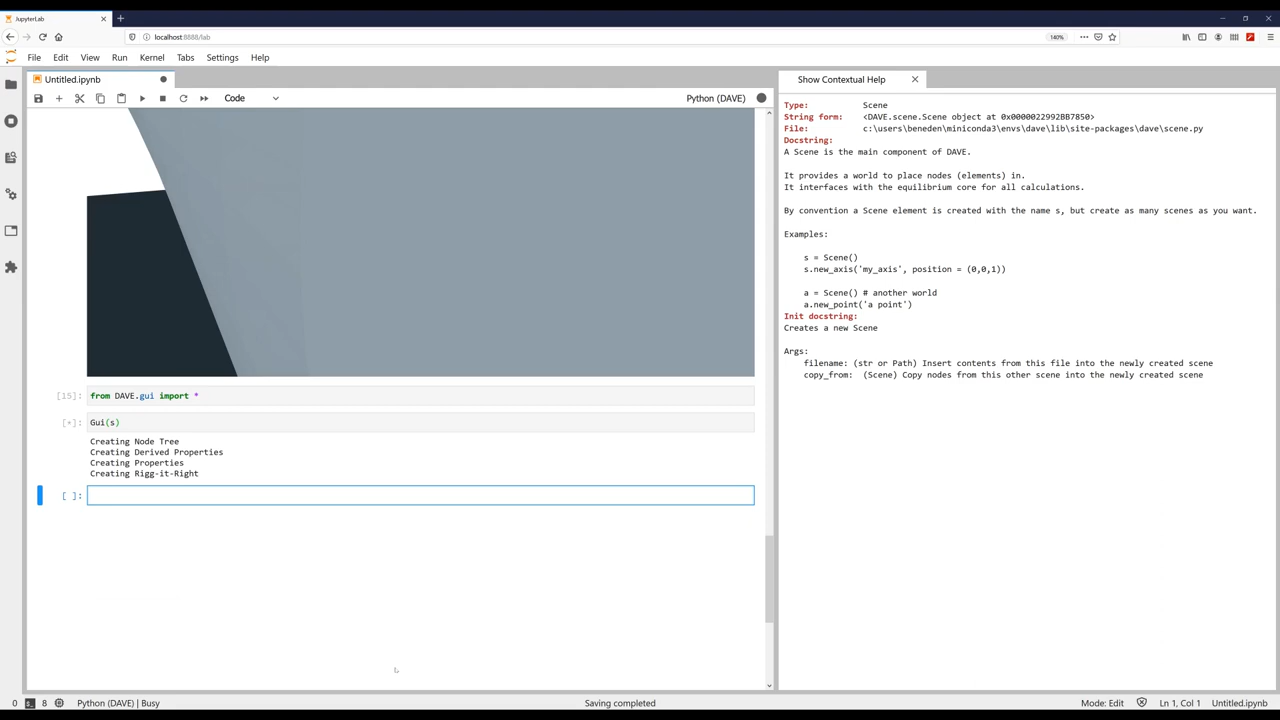 JupyterLab
localhost:8888/lab
140%
File Edit View Run Kernel Tabs Settings Help
Untitled.ipynb
Show Contextual Help
Code
Python (DAVE)
Type: Scene
String form: <DAVE.scene.Scene object at 0x0000022992BB7850>
File: c:\users\beneden\miniconda3\envs\dave\lib\site-packages\dave\scene.py
Docstring:
A Scene is the main component of DAVE.
It provides a world to place nodes (elements) in.
It interfaces with the equilibrium core for all calculations.
By convention a Scene element is created with the name s, but create as many scenes as you want.
Examples:
s = Scene()
s.new_axis('my_axis', position = (0,0,1))
a = Scene() # another world
a.new_point('a point')
Init docstring:
Creates a new Scene
Args:
filename: (str or Path) Insert contents from this file into the newly created scene
copy_from: (Scene) Copy nodes from this other scene into the newly created scene
[15]: from DAVE.gui import *
[*]: Gui(s)
Creating Node Tree
Creating Derived Properties
Creating Properties
Creating Rigg-it-Right
[ ]:
0 8 Python (DAVE) | Busy
Saving completed
Mode: Edit Ln 1, Col 1 Untitled.ipynb